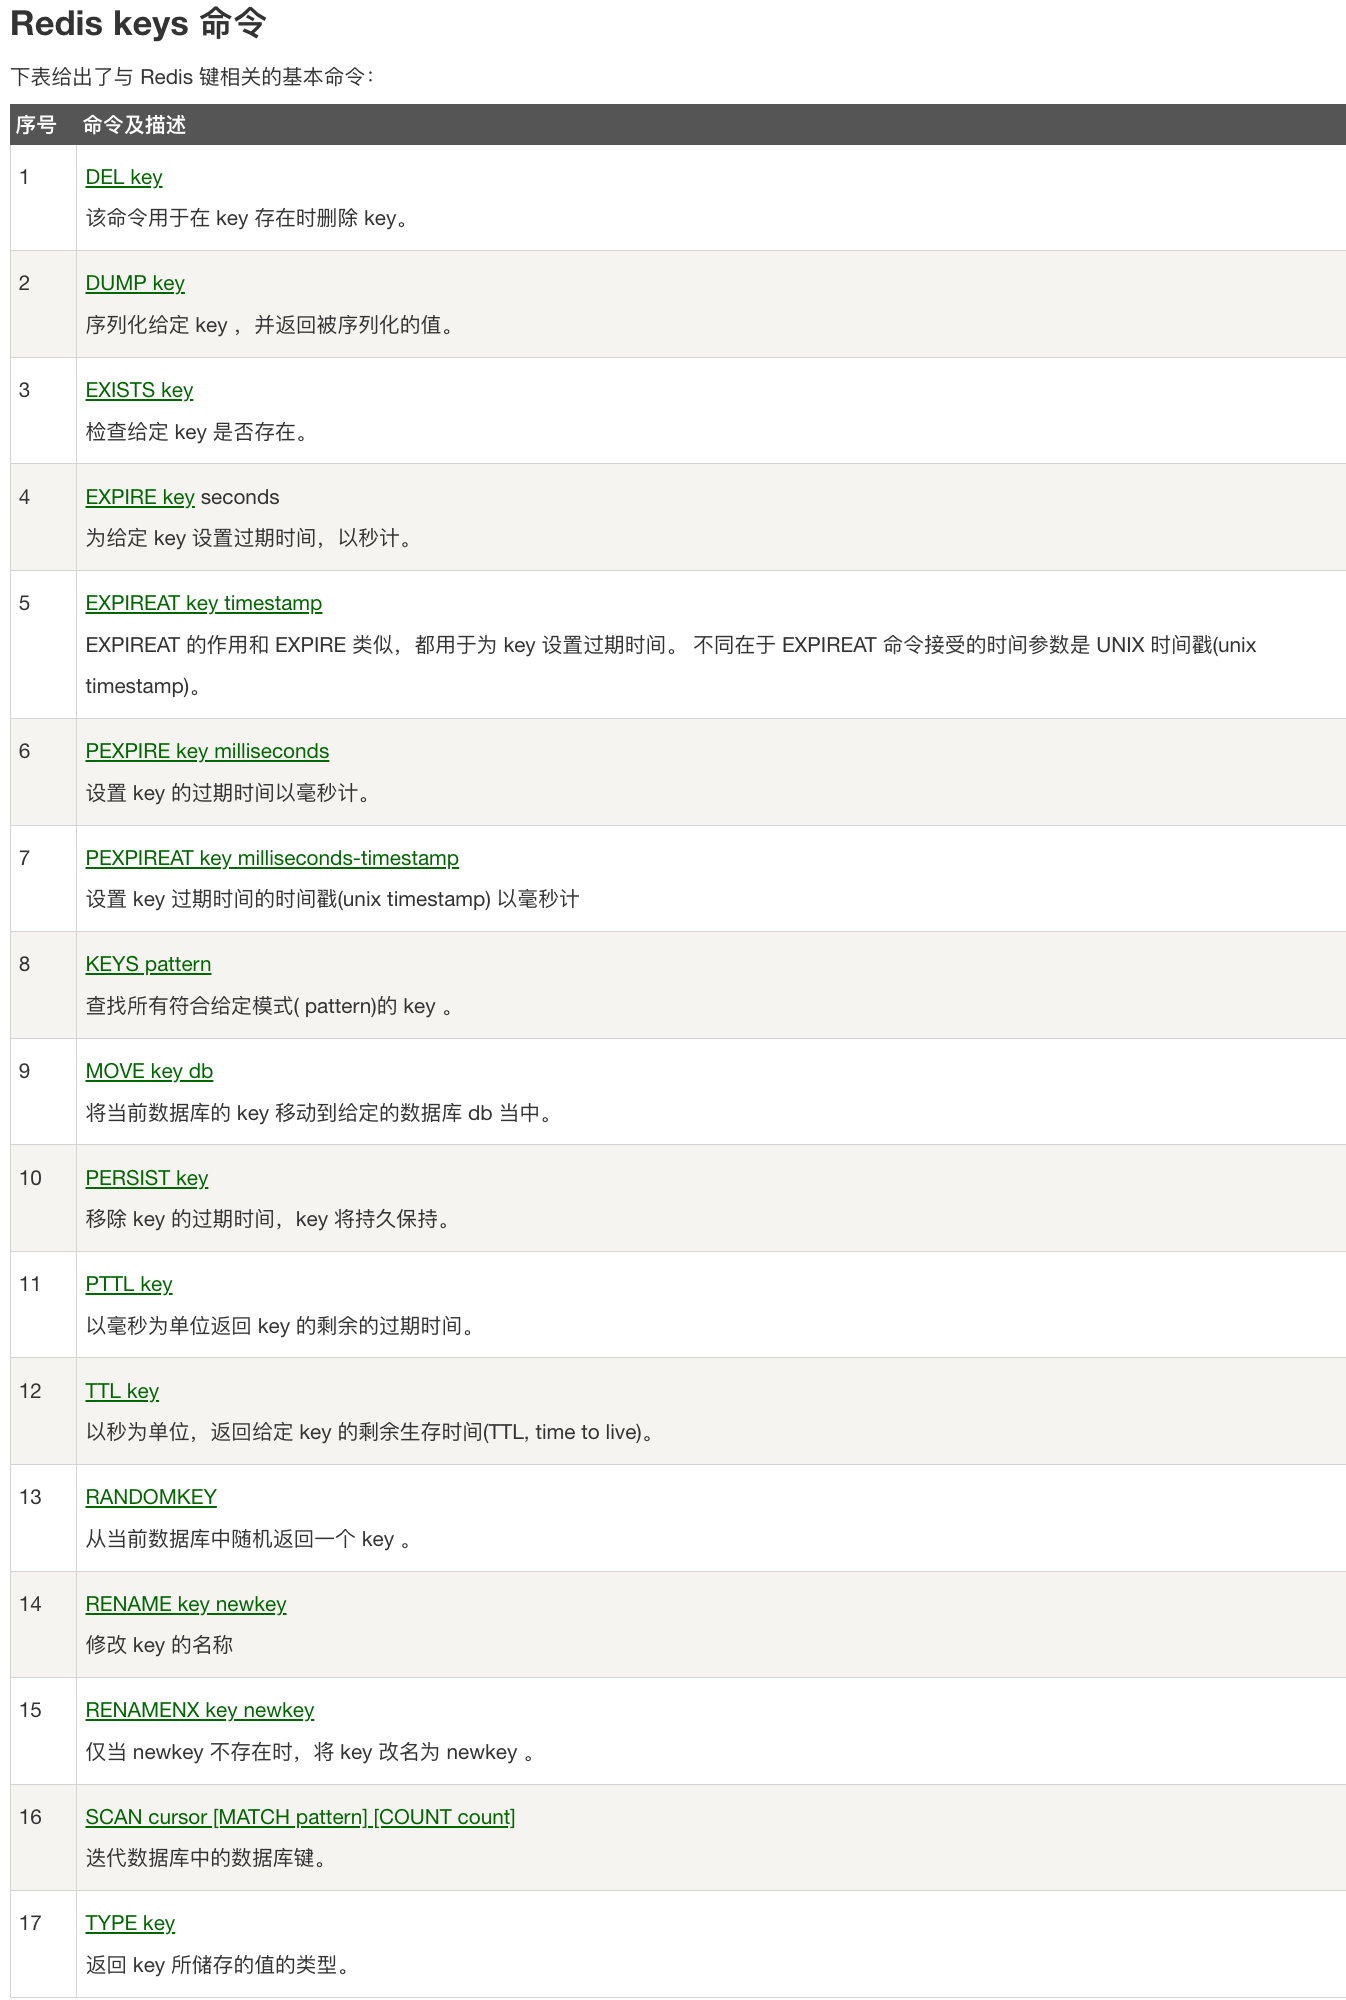 Redis keys 命令
下表给出了与 Redis 键相关的基本命令：
序号 命令及描述
1 DEL key
该命令用于在 key 存在时删除 key。
2 DUMP key
序列化给定 key ，并返回被序列化的值。
3 EXISTS key
检查给定 key 是否存在。
4 EXPIRE key seconds
为给定 key 设置过期时间，以秒计。
5 EXPIREAT key timestamp
EXPIREAT 的作用和 EXPIRE 类似，都用于为 key 设置过期时间。 不同在于 EXPIREAT 命令接受的时间参数是 UNIX 时间戳(unix
timestamp)。
6 PEXPIRE key milliseconds
设置 key 的过期时间以毫秒计。
7 PEXPIREAT key milliseconds-timestamp
设置 key 过期时间的时间戳(unix timestamp) 以毫秒计
8 KEYS pattern
查找所有符合给定模式( pattern)的 key 。
9 MOVE key db
将当前数据库的 key 移动到给定的数据库 db 当中。
10 PERSIST key
移除 key 的过期时间，key 将持久保持。
11 PTTL key
以毫秒为单位返回 key 的剩余的过期时间。
12 TTL key
以秒为单位，返回给定 key 的剩余生存时间(TTL, time to live)。
13 RANDOMKEY
从当前数据库中随机返回一个 key 。
14 RENAME key newkey
修改 key 的名称
15 RENAMENX key newkey
仅当 newkey 不存在时，将 key 改名为 newkey 。
16 SCAN cursor [MATCH pattern] [COUNT count]
迭代数据库中的数据库键。
17 TYPE key
返回 key 所储存的值的类型。